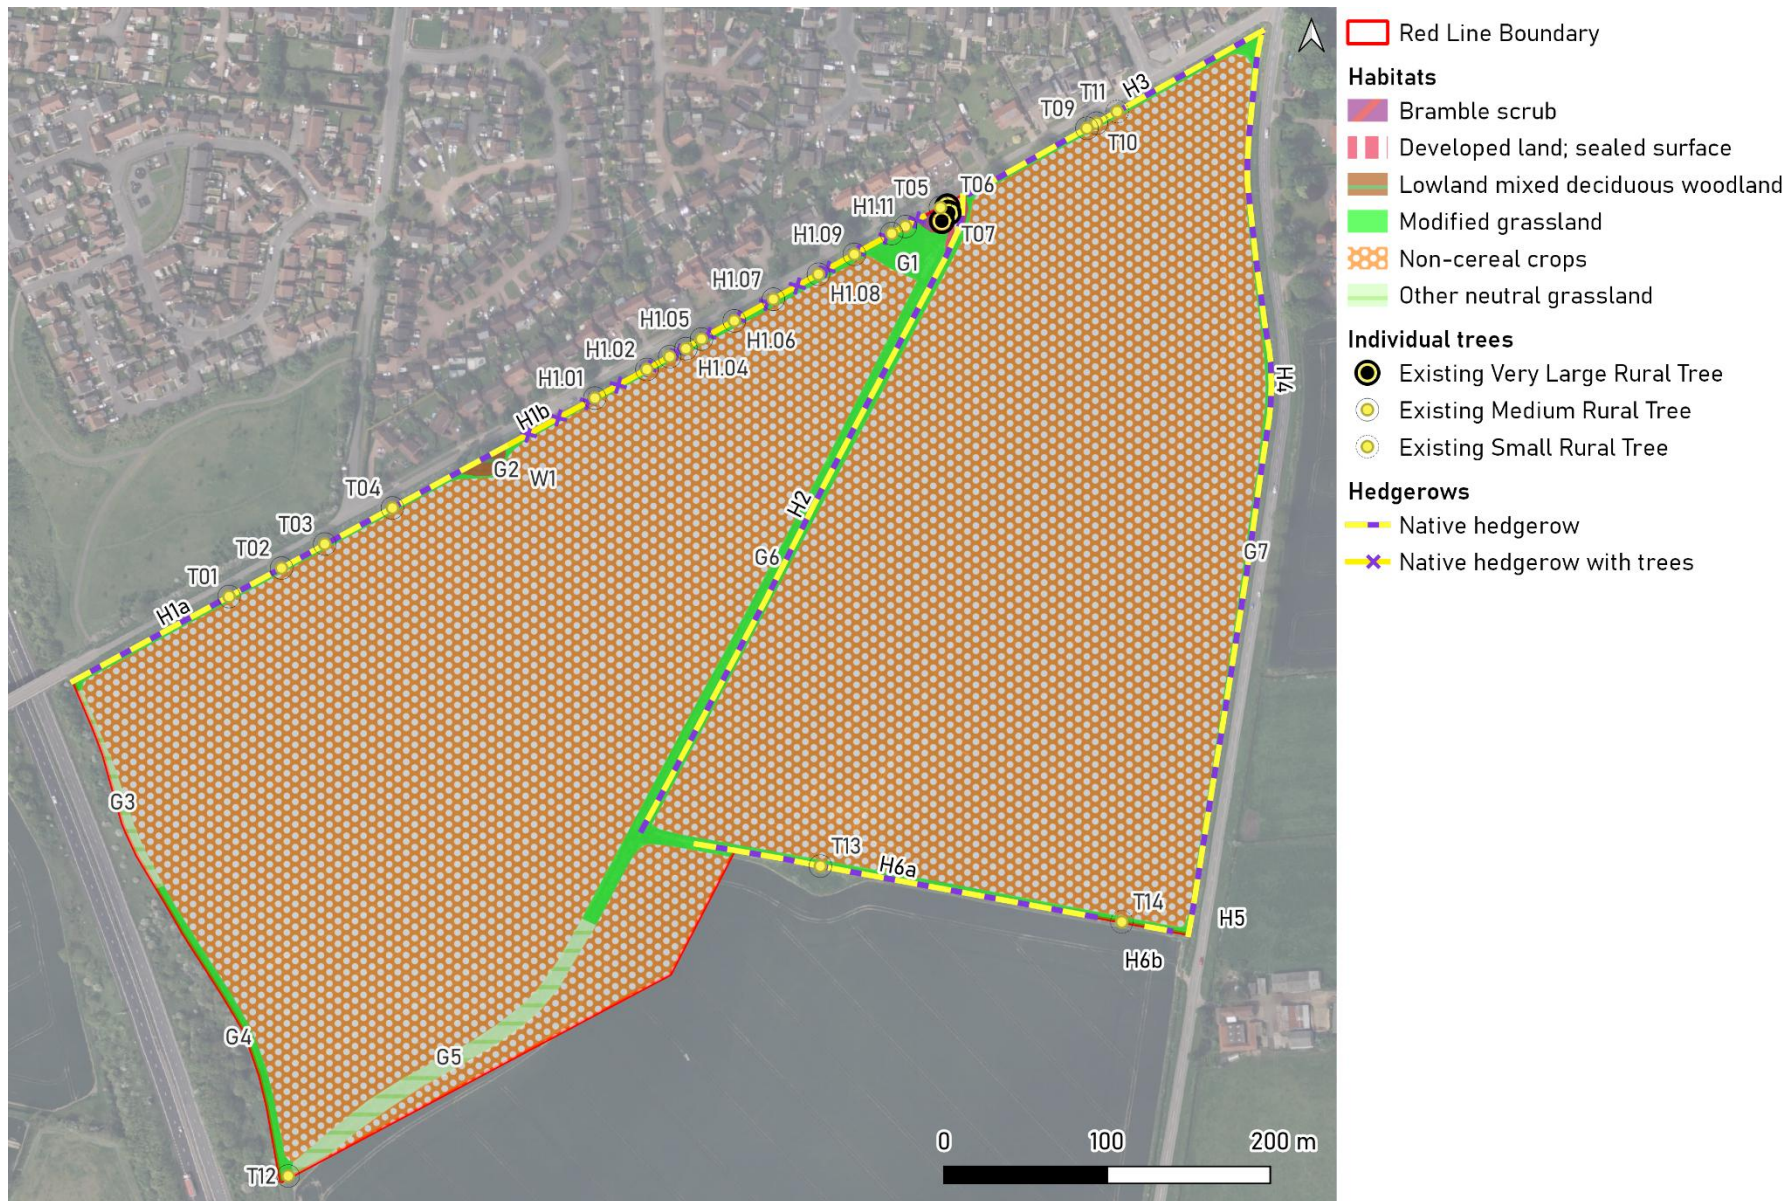 Red Line Boundary
Habitats
Bramble scrub
Developed land; sealed surface
Lowland mixed deciduous woodland
Modified grassland
Non-cereal crops
Other neutral grassland
Individual trees
Existing Very Large Rural Tree
Existing Medium Rural Tree
Existing Small Rural Tree
Hedgerows
Native hedgerow
Native hedgerow with trees
H3
T11
T09
T10
T05
T06
H1.11
T07
H1.09
G1
H1.08
H1.07
H1.05
H1.06
H1.02
H1.04
H1.01
H4
H1b
G2
W1
T04
H2
T03
T02
G6
G7
T01
H1a
G3
T13
H6a
T14
H5
H6b
G4
G5
T12
0 100 200 m